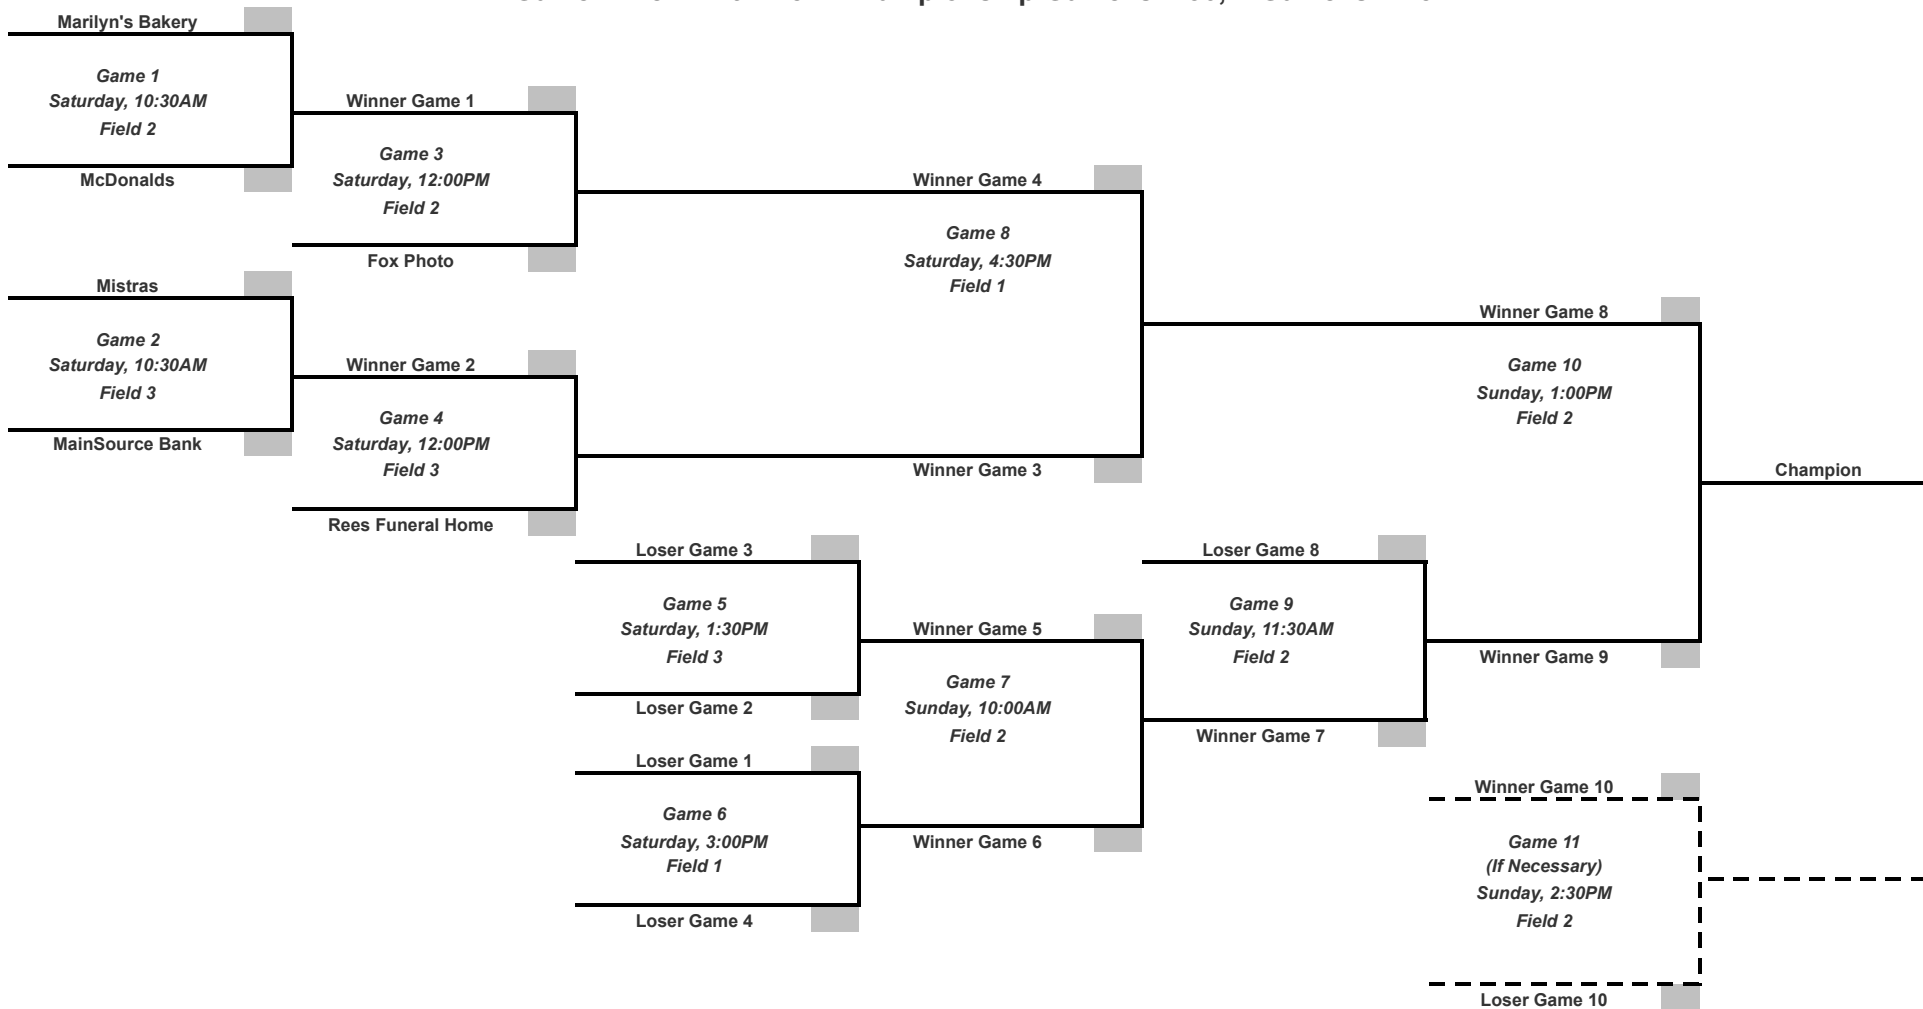 Marilyn's Bakery
Game 1
Saturday, 10:30AM
Field 2
McDonalds
Mistras
Game 2
Saturday, 10:30AM
Field 3
MainSource Bank
Winner Game 1
Game 3
Saturday, 12:00PM
Field 2
Fox Photo
Winner Game 2
Game 4
Saturday, 12:00PM
Field 3
Rees Funeral Home
Loser Game 3
Game 5
Saturday, 1:30PM
Field 3
Loser Game 2
Loser Game 1
Game 6
Saturday, 3:00PM
Field 1
Loser Game 4
Winner Game 4
Game 8
Saturday, 4:30PM
Field 1
Winner Game 3
Winner Game 5
Game 7
Sunday, 10:00AM
Field 2
Winner Game 6
Loser Game 8
Game 9
Sunday, 11:30AM
Field 2
Winner Game 7
Winner Game 8
Game 10
Sunday, 1:00PM
Field 2
Winner Game 9
Champion
Winner Game 10
Game 11
(If Necessary)
Sunday, 2:30PM
Field 2
Loser Game 10